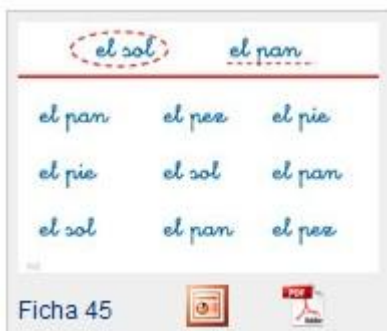 el sol el pan
el pan el pez el pie
el pie el sol el pan
el sol el pan el pez
Ficha 45
PDF
Adobe